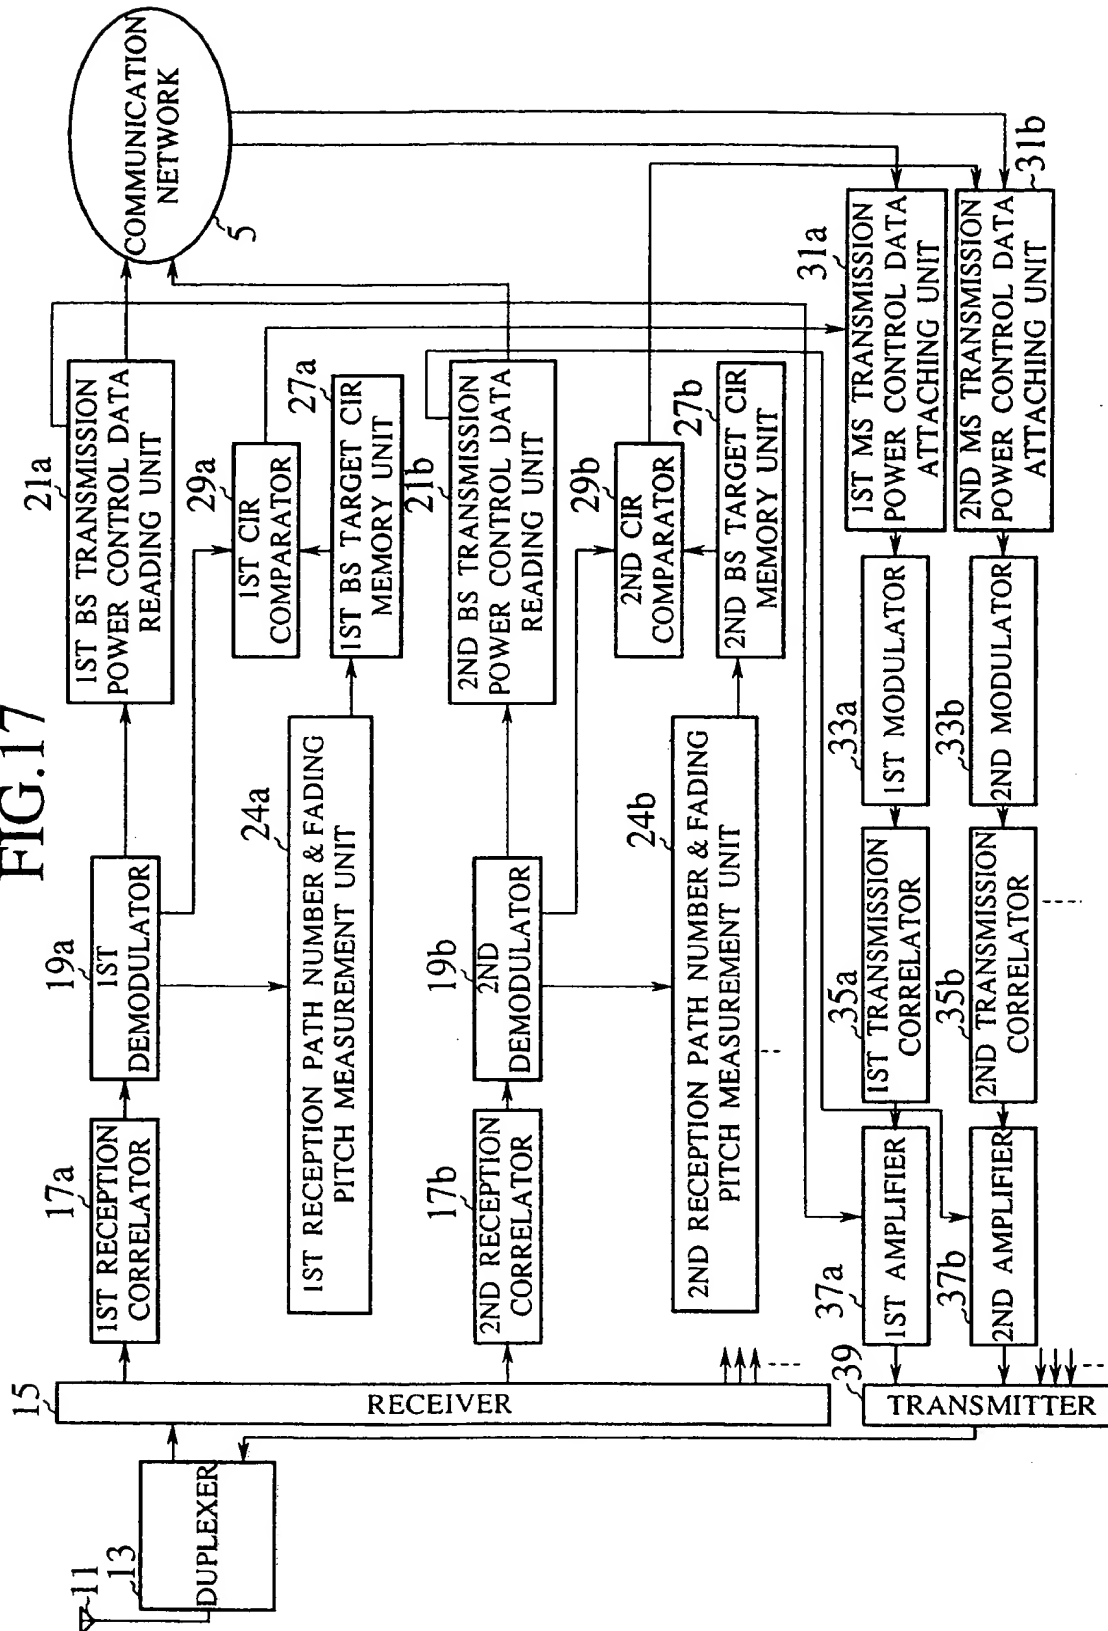 FIG.17
11
13
DUPLEXER
15
RECEIVER
17a
1ST RECEPTION
CORRELATOR
19a
1ST
DEMODULATOR
21a
1ST BS TRANSMISSION
POWER CONTROL DATA
READING UNIT
COMMUNICATION
NETWORK
5
29a
1ST CIR
COMPARATOR
24a
1ST RECEPTION PATH NUMBER & FADING
PITCH MEASUREMENT UNIT
27a
1ST BS TARGET CIR
MEMORY UNIT
17b
2ND RECEPTION
CORRELATOR
19b
2ND
DEMODULATOR
21b
2ND BS TRANSMISSION
POWER CONTROL DATA
READING UNIT
29b
2ND CIR
COMPARATOR
24b
2ND RECEPTION PATH NUMBER & FADING
PITCH MEASUREMENT UNIT
27b
2ND BS TARGET CIR
MEMORY UNIT
39
TRANSMITTER
37a
1ST AMPLIFIER
35a
1ST TRANSMISSION
CORRELATOR
33a
1ST MODULATOR
31a
1ST MS TRANSMISSION
POWER CONTROL DATA
ATTACHING UNIT
37b
2ND AMPLIFIER
35b
2ND TRANSMISSION
CORRELATOR
33b
2ND MODULATOR
31b
2ND MS TRANSMISSION
POWER CONTROL DATA
ATTACHING UNIT